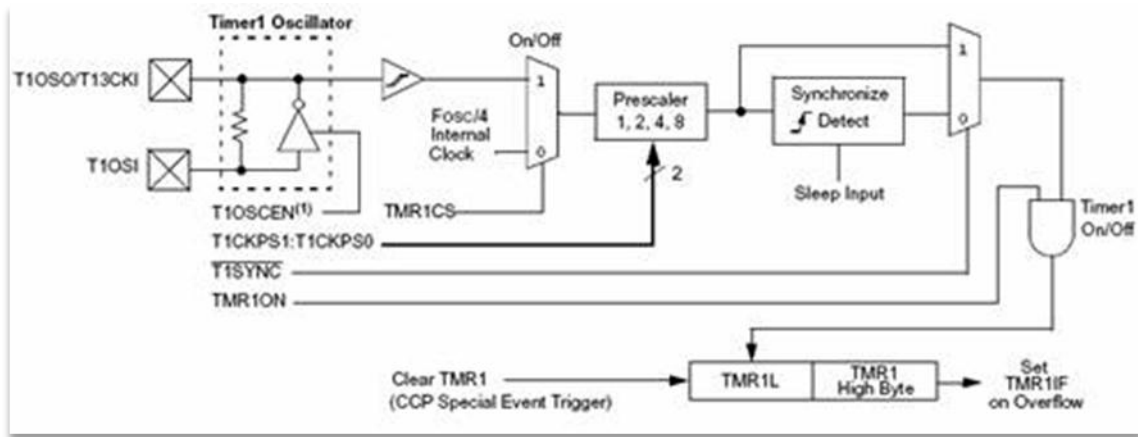 Timer1 Oscillator
On/Off
T1OSO/T13CKI
1
FOSC/4
Internal
Clock
0
Prescaler
1, 2, 4, 8
Synchronize
Detect
1
0
T1OSI
2
Sleep Input
T1OSCEN(1)
TMR1CS
Timer1
On/Off
T1CKPS1:T1CKPS0
T1SYNC
TMR1ON
Clear TMR1
(CCP Special Event Trigger)
TMR1L
TMR1
High Byte
Set
TMR1IF
on Overflow